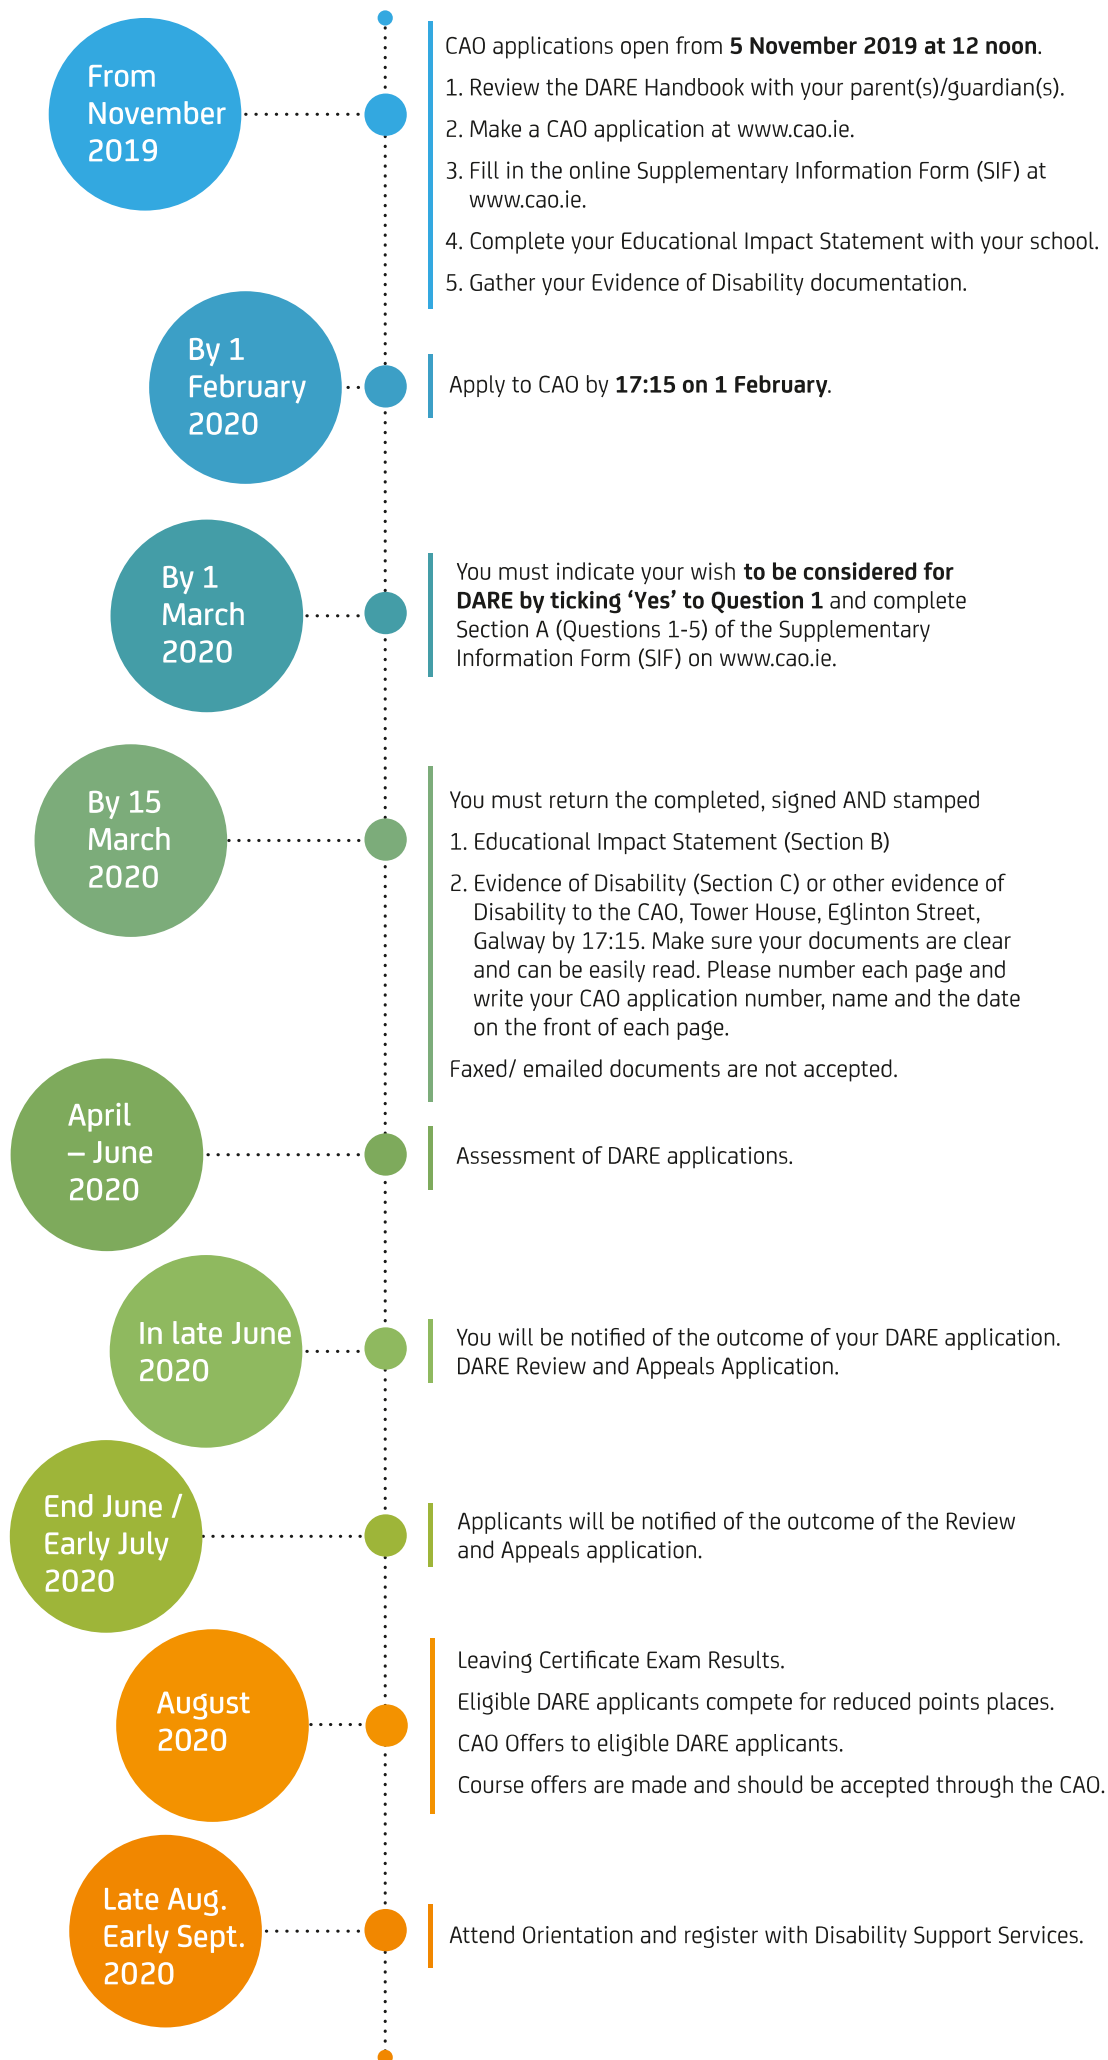 From
November
2019
CAO applications open from 5 November 2019 at 12 noon.
1. Review the DARE Handbook with your parent(s)/guardian(s).
2. Make a CAO application at www.cao.ie.
3. Fill in the online Supplementary Information Form (SIF) at
www.cao.ie.
4. Complete your Educational Impact Statement with your school.
5. Gather your Evidence of Disability documentation.
By 1
February
2020
Apply to CAO by 17:15 on 1 February.
By 1
March
2020
You must indicate your wish to be considered for
DARE by ticking ‘Yes’ to Question 1 and complete
Section A (Questions 1-5) of the Supplementary
Information Form (SIF) on www.cao.ie.
By 15
March
2020
You must return the completed, signed AND stamped
1. Educational Impact Statement (Section B)
2. Evidence of Disability (Section C) or other evidence of
Disability to the CAO, Tower House, Eglinton Street,
Galway by 17:15. Make sure your documents are clear
and can be easily read. Please number each page and
write your CAO application number, name and the date
on the front of each page.
Faxed/ emailed documents are not accepted.
April
– June
2020
Assessment of DARE applications.
In late June
2020
You will be notified of the outcome of your DARE application.
DARE Review and Appeals Application.
End June /
Early July
2020
Applicants will be notified of the outcome of the Review
and Appeals application.
August
2020
Leaving Certificate Exam Results.
Eligible DARE applicants compete for reduced points places.
CAO Offers to eligible DARE applicants.
Course offers are made and should be accepted through the CAO.
Late Aug.
Early Sept.
2020
Attend Orientation and register with Disability Support Services.